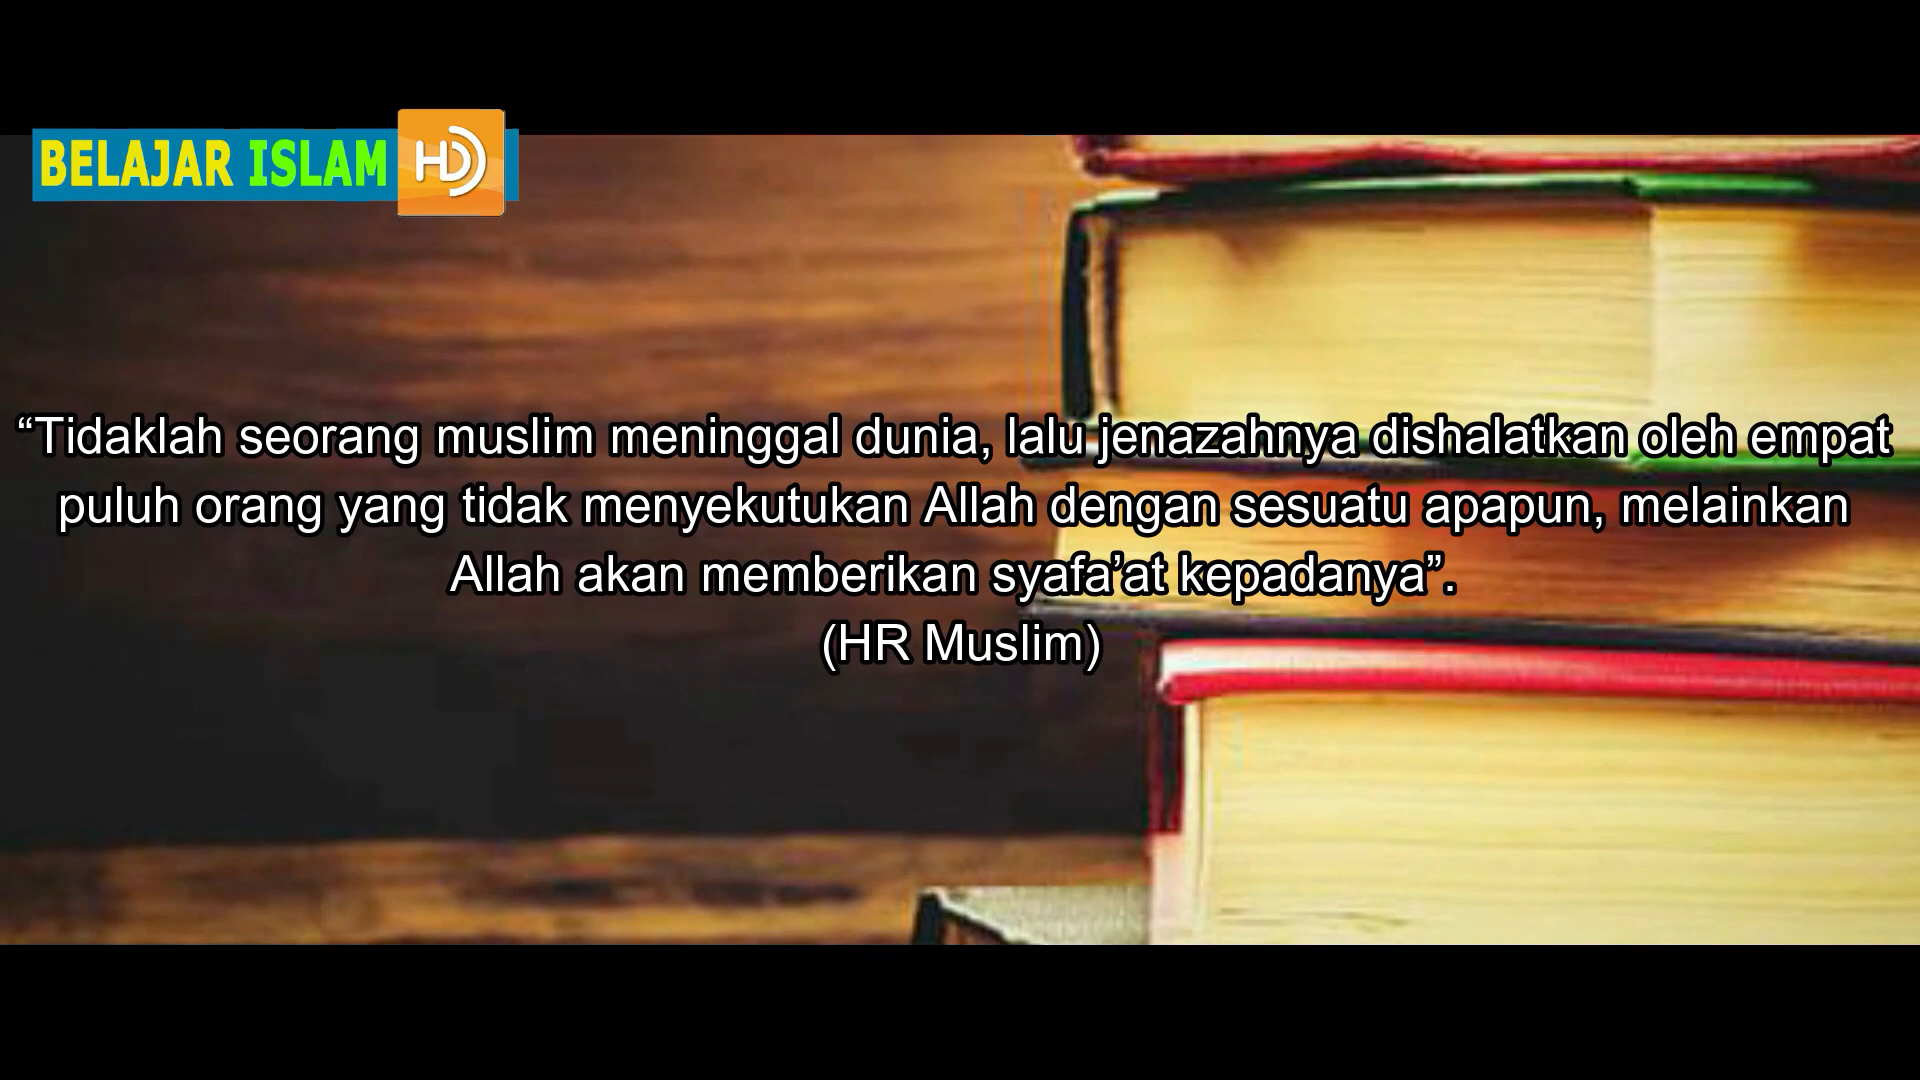 BELAJAR ISLAM HD
“Tidaklah seorang muslim meninggal dunia, lalu jenazahnya dishalatkan oleh empat
puluh orang yang tidak menyekutukan Allah dengan sesuatu apapun, melainkan
Allah akan memberikan syafa’at kepadanya”.
(HR Muslim)